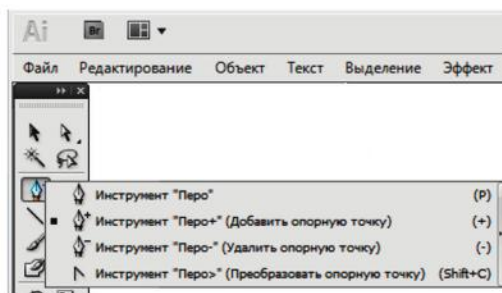 Ai Br
Файл Редактирование Объект Текст Выделение Эффект
Инструмент "Перо" (P)
Инструмент "Перо+" (Добавить опорную точку) (+)
Инструмент "Перо-" (Удалить опорную точку) (-)
Инструмент "Перо>" (Преобразовать опорную точку) (Shift+C)